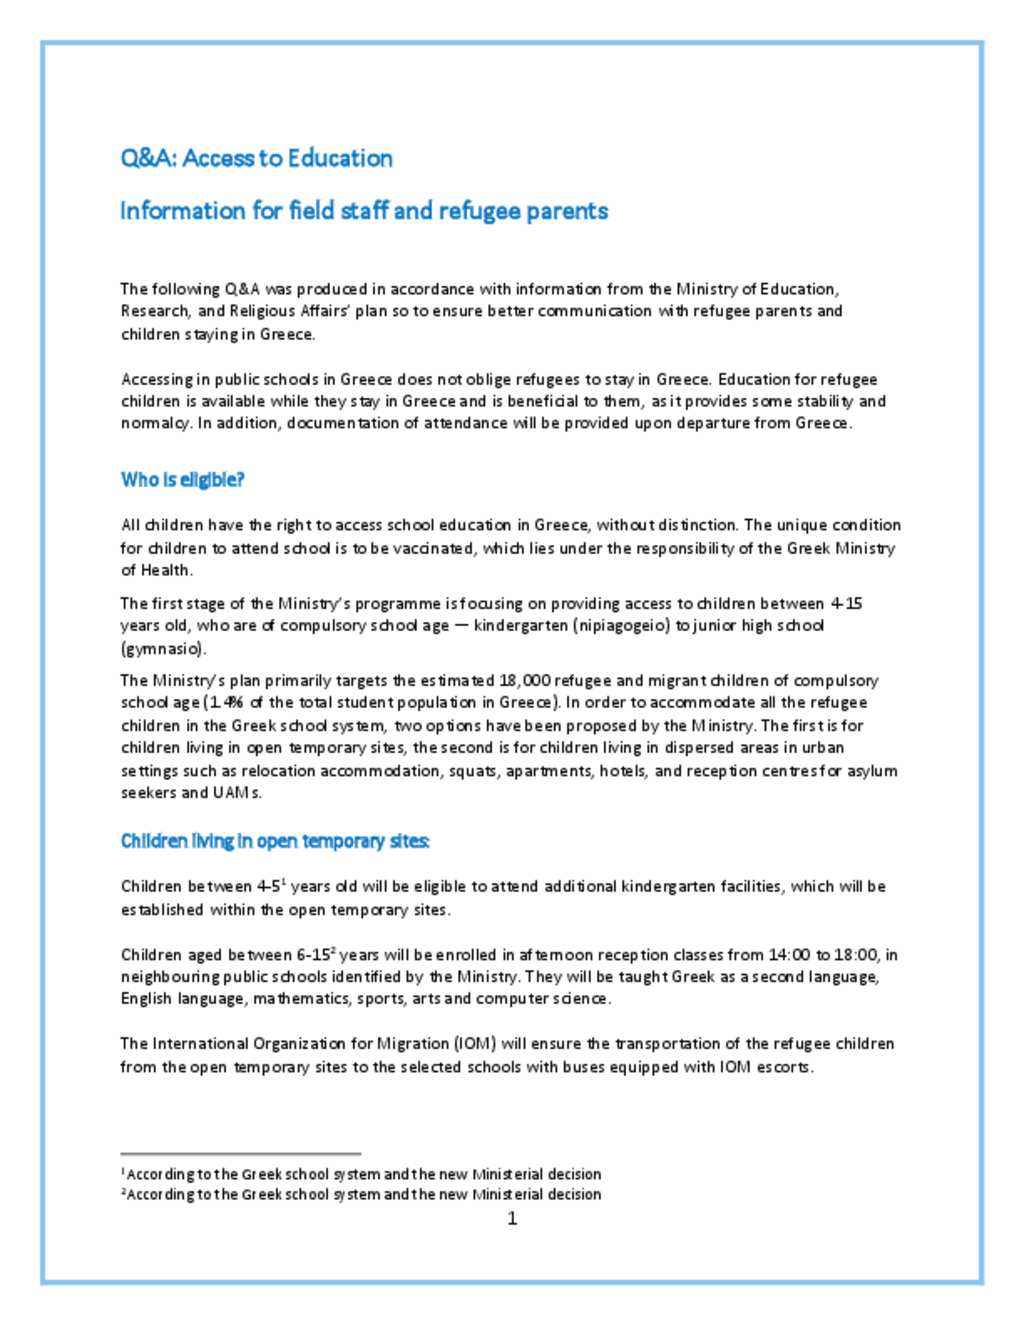 Q&A: Access to Education
Information for field staff and refugee parents
The following Q&A was produced in accordance with information from the Ministry of Education,
Research, and Religious Affairs' plan so to ensure better communication with refugee parents and
children staying in Greece.
Accessing in public schools in Greece does not oblige refugees to stay in Greece. Education for refugee
children is available while they stay in Greece and is beneficial to them, as it provides some stability and
normalcy. In addition, documentation of attendance will be provided upon departure from Greece.
Who is eligible?
All children have the right to access school education in Greece, without distinction. The unique condition
for children to attend school is to be vaccinated, which lies under the responsibility of the Greek Ministry
of Health.
The first stage of the Ministry's programme is focusing on providing access to children between 4-15
years old, who are of compulsory school age — kindergarten (nipiagogeio) to junior high school
(gymnasio).
The Ministry's plan primarily targets the estimated 18,000 refugee and migrant children of compulsory
school age (1.4% of the total student population in Greece). In order to accommodate all the refugee
children in the Greek school system, two options have been proposed by the Ministry. The first is for
children living in open temporary sites, the second is for children living in dispersed areas in urban
settings such as relocation accommodation, squats, apartments, hotels, and reception centres for asylum
seekers and UAMs.
Children living in open temporary sites:
Children between 4-5¹ years old will be eligible to attend additional kindergarten facilities, which will be
established within the open temporary sites.
Children aged between 6-15² years will be enrolled in afternoon reception classes from 14:00 to 18:00, in
neighbouring public schools identified by the Ministry. They will be taught Greek as a second language,
English language, mathematics, sports, arts and computer science.
The International Organization for Migration (IOM) will ensure the transportation of the refugee children
from the open temporary sites to the selected schools with buses equipped with IOM escorts.
¹According to the Greek school system and the new Ministerial decision
²According to the Greek school system and the new Ministerial decision
1